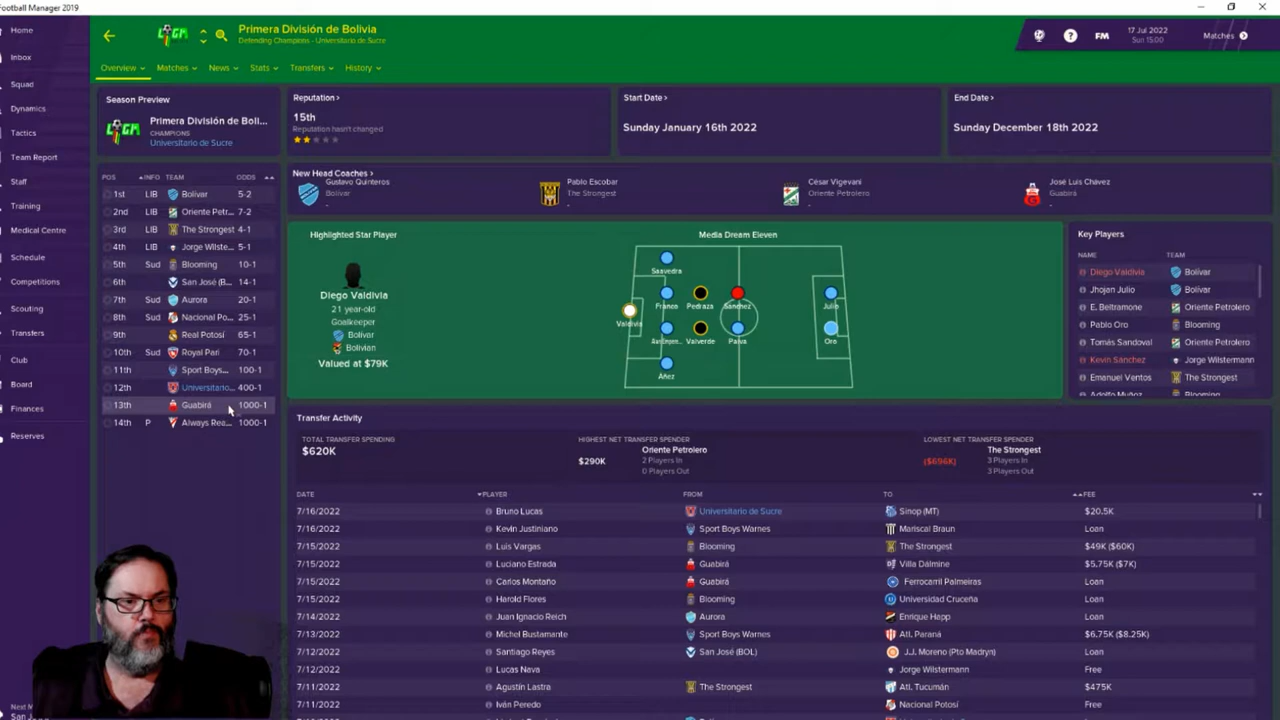 Football Manager 2019
Home
Inbox
Squad
Dynamics
Tactics
Team Report
Staff
Training
Medical Centre
Schedule
Competitions
Scouting
Transfers
Club
Board
Finances
Reserves
Primera División de Bolivia
Defending Champions - Universitario de Sucre
FM
17 Jul 2022
Sun 15:00
Matches
Overview
Matches
News
Stats
Transfers
History
Season Preview
Primera División de Boli...
CHAMPIONS
Universitario de Sucre
Reputation >
15th
Reputation hasn't changed
Start Date >
Sunday January 16th 2022
End Date >
Sunday December 18th 2022
POS INFO TEAM ODDS
1st LIB Bolívar 5-2
2nd LIB Oriente Petr... 7-2
3rd LIB The Strongest 4-1
4th LIB Jorge Wilste... 5-1
5th Sud Blooming 10-1
6th San José (B... 14-1
7th Sud Aurora 20-1
8th Sud Nacional Po... 25-1
9th Real Potosí 65-1
10th Sud Royal Pari 70-1
11th Sport Boys... 100-1
12th Universitario... 400-1
13th Guabirá 1000-1
14th P Always Rea... 1000-1
New Head Coaches >
Gustavo Quinteros
Bolívar
-
Pablo Escobar
The Strongest
-
César Vigevani
Oriente Petrolero
-
José Luis Chávez
Guabirá
-
Highlighted Star Player
Diego Valdivia
21 year-old
Goalkeeper
Bolívar
Bolivian
Valued at $79K
Media Dream Eleven
Saavedra
Franco
Pedraza
Sánchez
Julio
Valdivia
Valverde
Paiva
Oro
Áñez
Key Players
NAME TEAM
Diego Valdivia Bolívar
Jhojan Julio Bolívar
E. Beltramone Oriente Petrolero
Pablo Oro Blooming
Tomás Sandoval Oriente Petrolero
Kevin Sánchez Jorge Wilstermann
Emanuel Ventos The Strongest
Adolfo Muñoz Blooming
Transfer Activity
TOTAL TRANSFER SPENDING
$620K
HIGHEST NET TRANSFER SPENDER
$290K
Oriente Petrolero
2 Players In
0 Players Out
LOWEST NET TRANSFER SPENDER
($696K)
The Strongest
3 Players In
3 Players Out
DATE PLAYER FROM TO FEE
7/16/2022 Bruno Lucas Universitario de Sucre Sinop (MT) $20.5K
7/16/2022 Kevin Justiniano Sport Boys Warnes Mariscal Braun Loan
7/15/2022 Luis Vargas Blooming The Strongest $49K ($60K)
7/15/2022 Luciano Estrada Guabirá Villa Dálmine $5.75K ($7K)
7/15/2022 Carlos Montaño Guabirá Ferrocarril Palmeiras Loan
7/15/2022 Harold Flores Blooming Universidad Cruceña Loan
7/14/2022 Juan Ignacio Reich Aurora Enrique Happ Loan
7/13/2022 Michel Bustamante Sport Boys Warnes Atl. Paraná $6.75K ($8.25K)
7/12/2022 Santiago Reyes San José (BOL) J.J. Moreno (Pto Madryn) Loan
7/12/2022 Lucas Nava Jorge Wilstermann Free
7/11/2022 Agustín Lastra The Strongest Atl. Tucumán $475K
7/11/2022 Iván Peredo Nacional Potosí Free